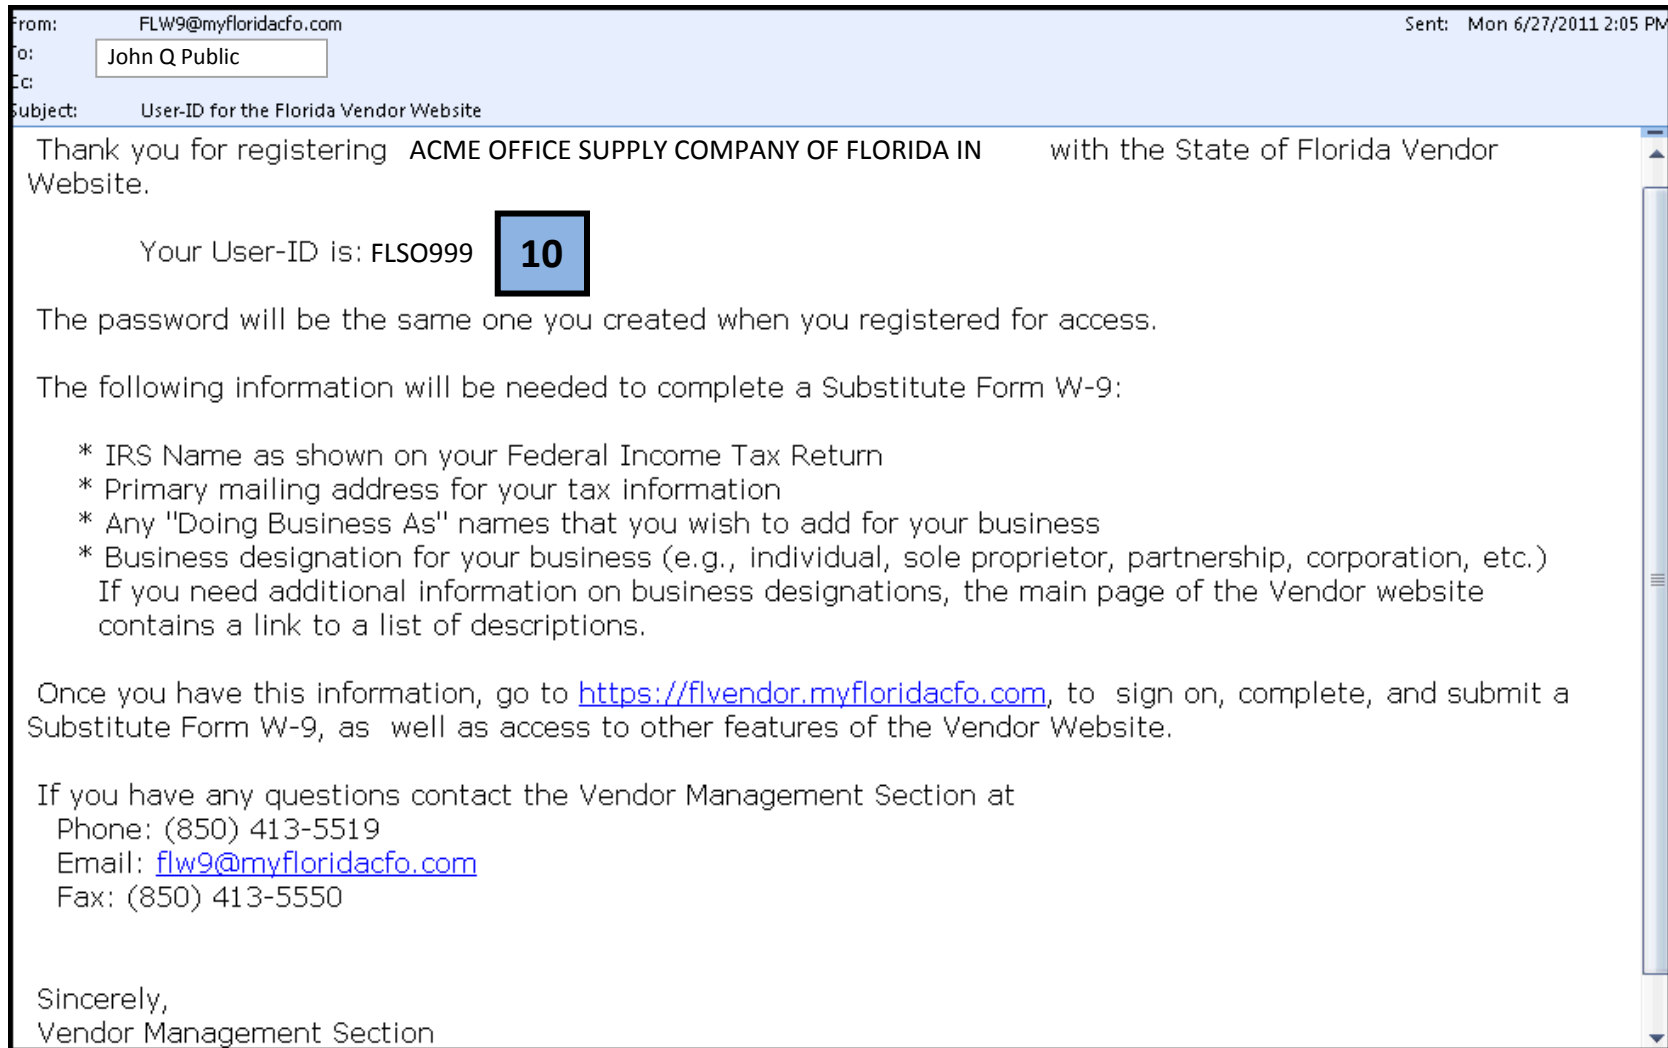 From: FLW9@myfloridacfo.com Sent: Mon 6/27/2011 2:05 PM
To: John Q Public
Cc:
Subject: User-ID for the Florida Vendor Website
Thank you for registering ACME OFFICE SUPPLY COMPANY OF FLORIDA IN with the State of Florida Vendor
Website.
Your User-ID is: FLSO999 10
The password will be the same one you created when you registered for access.
The following information will be needed to complete a Substitute Form W-9:
* IRS Name as shown on your Federal Income Tax Return
* Primary mailing address for your tax information
* Any "Doing Business As" names that you wish to add for your business
* Business designation for your business (e.g., individual, sole proprietor, partnership, corporation, etc.)
If you need additional information on business designations, the main page of the Vendor website
contains a link to a list of descriptions.
Once you have this information, go to https://flvendor.myfloridacfo.com, to sign on, complete, and submit a
Substitute Form W-9, as well as access to other features of the Vendor Website.
If you have any questions contact the Vendor Management Section at
Phone: (850) 413-5519
Email: flw9@myfloridacfo.com
Fax: (850) 413-5550
Sincerely,
Vendor Management Section